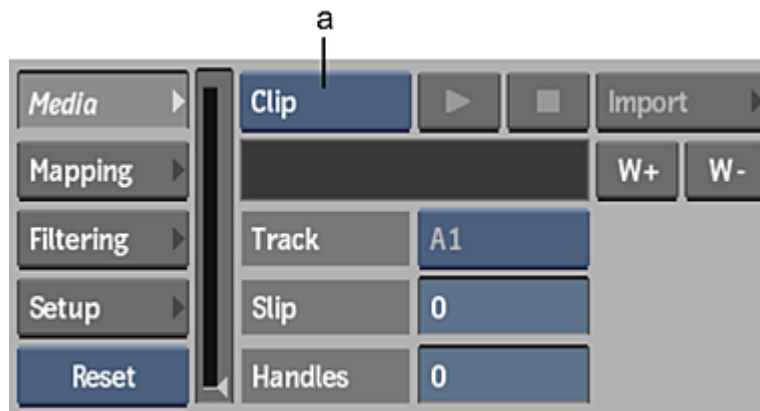 a
Media Clip Import
Mapping W+ W-
Filtering Track A1
Setup Slip 0
Reset Handles 0